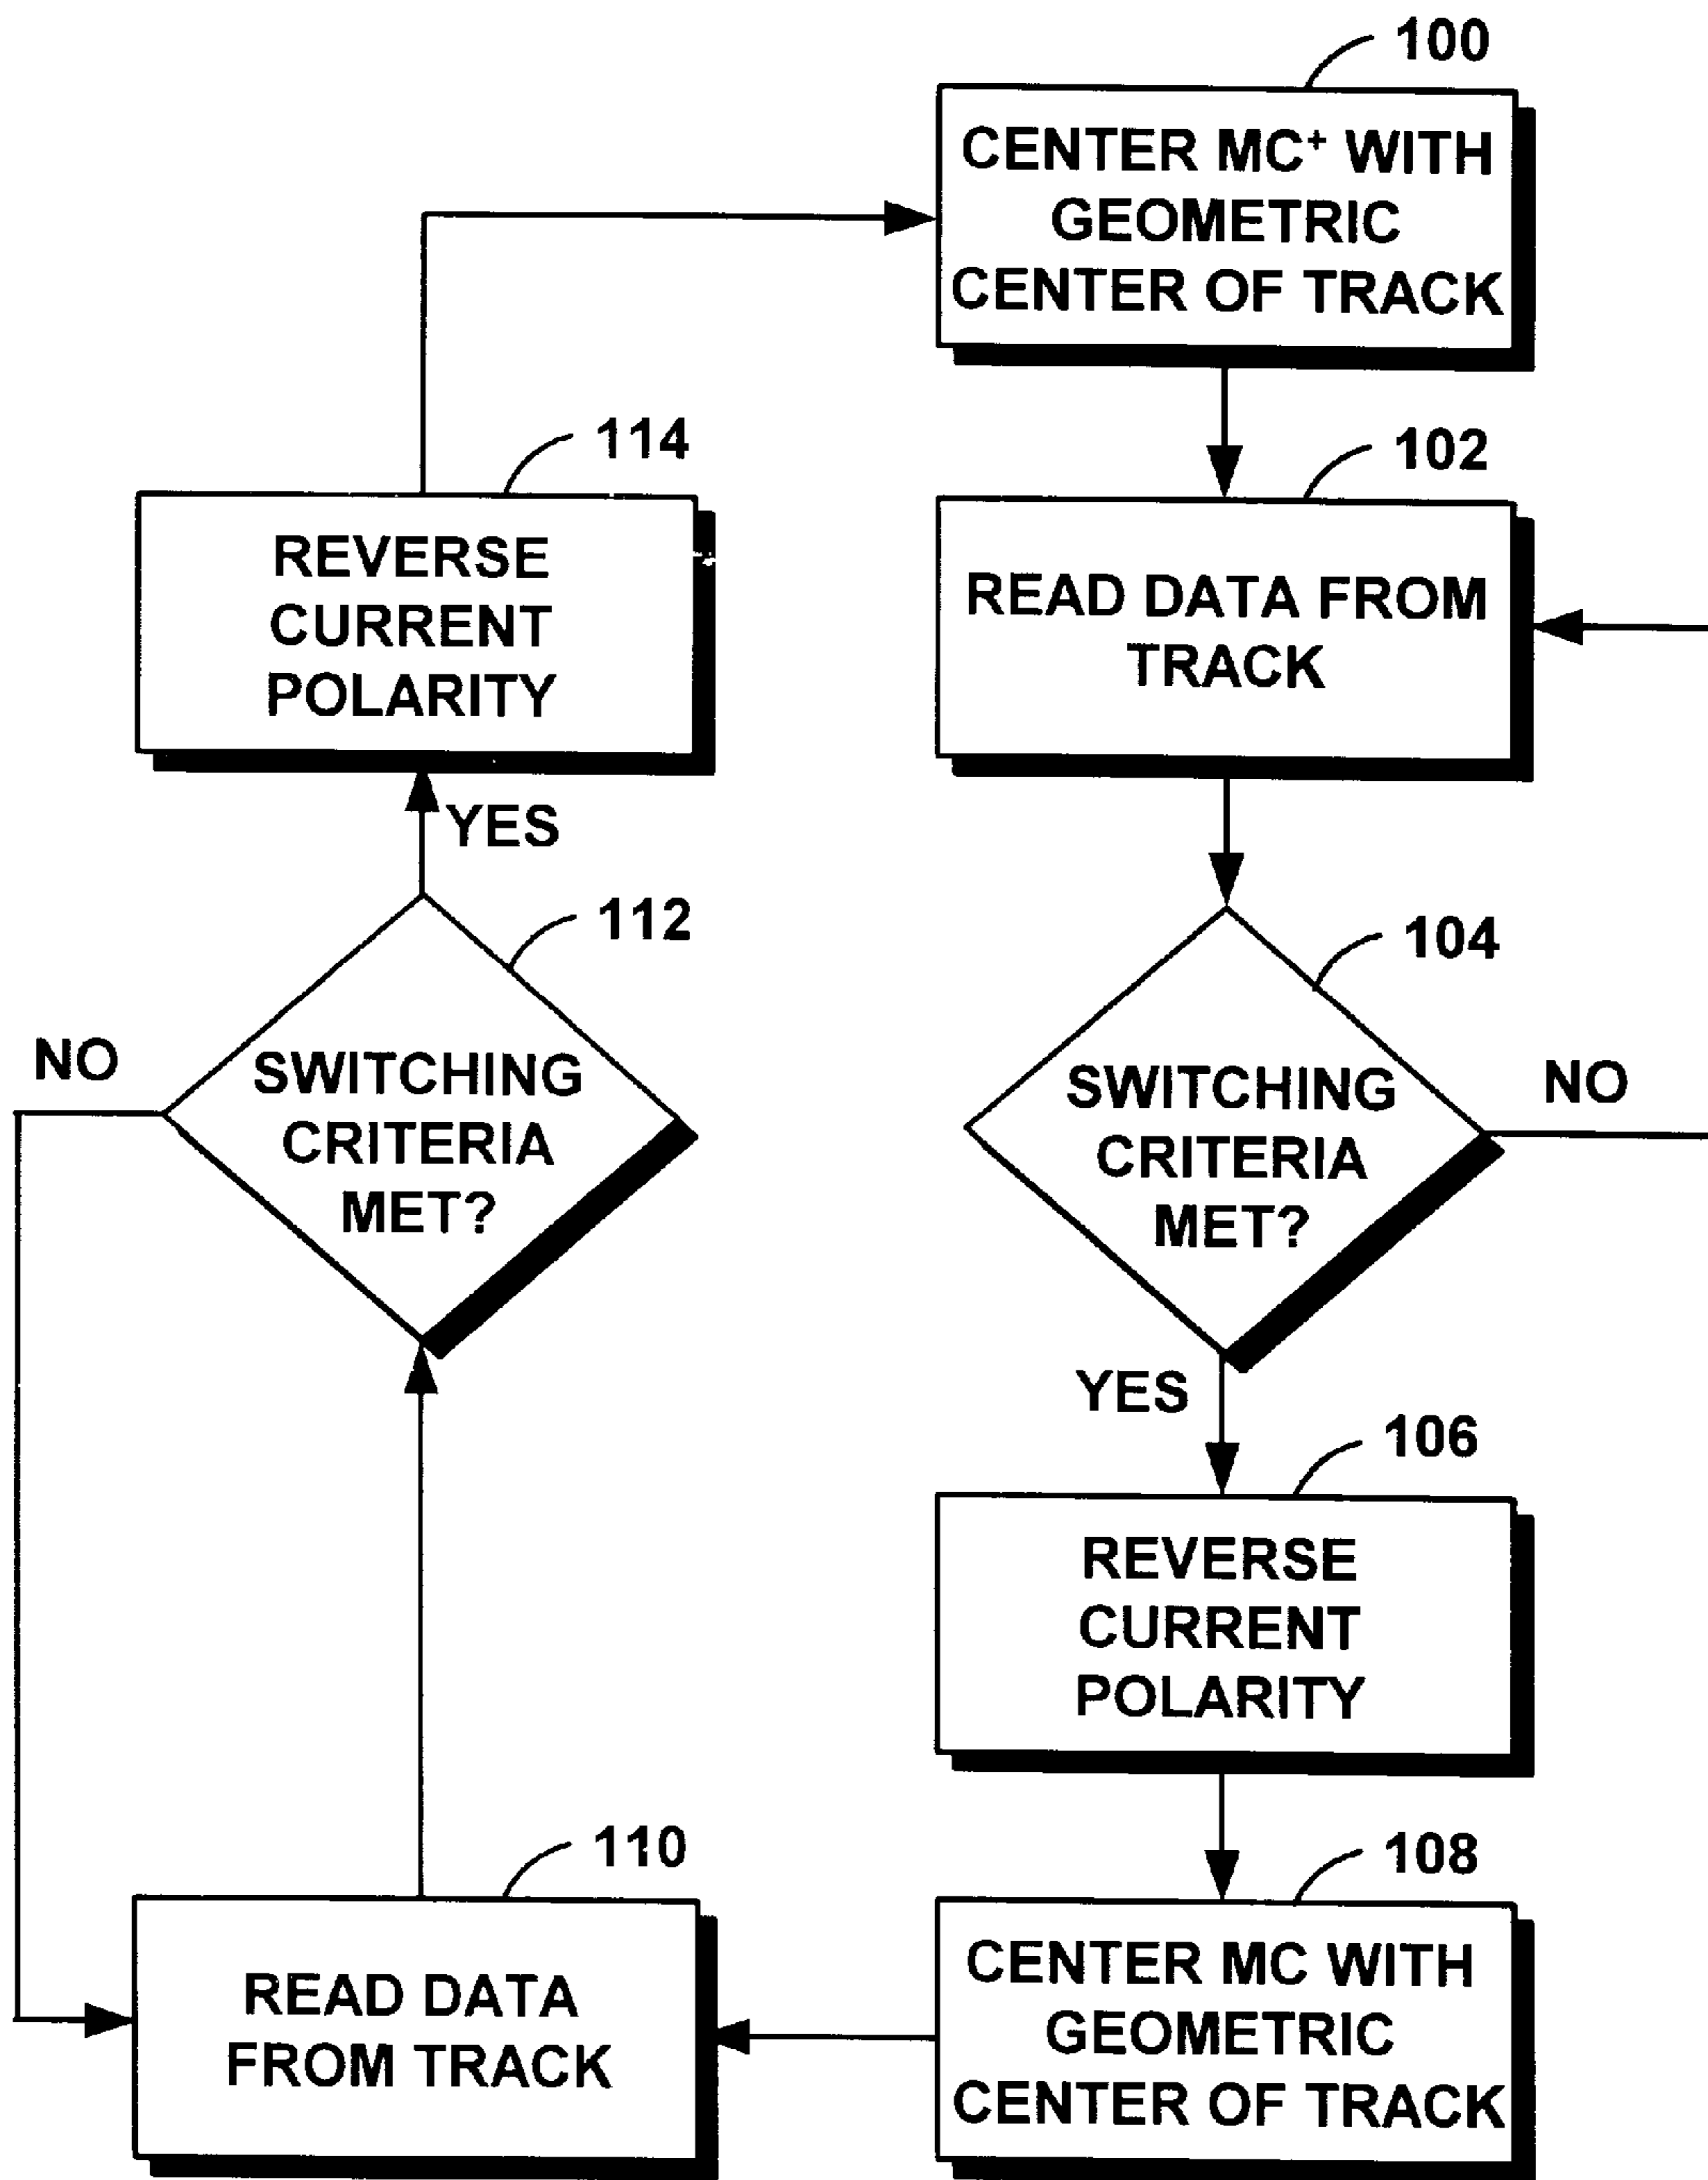 100
CENTER MC⁺ WITH
GEOMETRIC
CENTER OF TRACK
102
READ DATA FROM
TRACK
104
SWITCHING
CRITERIA
MET?
NO
YES
106
REVERSE
CURRENT
POLARITY
108
CENTER MC WITH
GEOMETRIC
CENTER OF TRACK
110
READ DATA
FROM TRACK
112
SWITCHING
CRITERIA
MET?
NO
YES
114
REVERSE
CURRENT
POLARITY